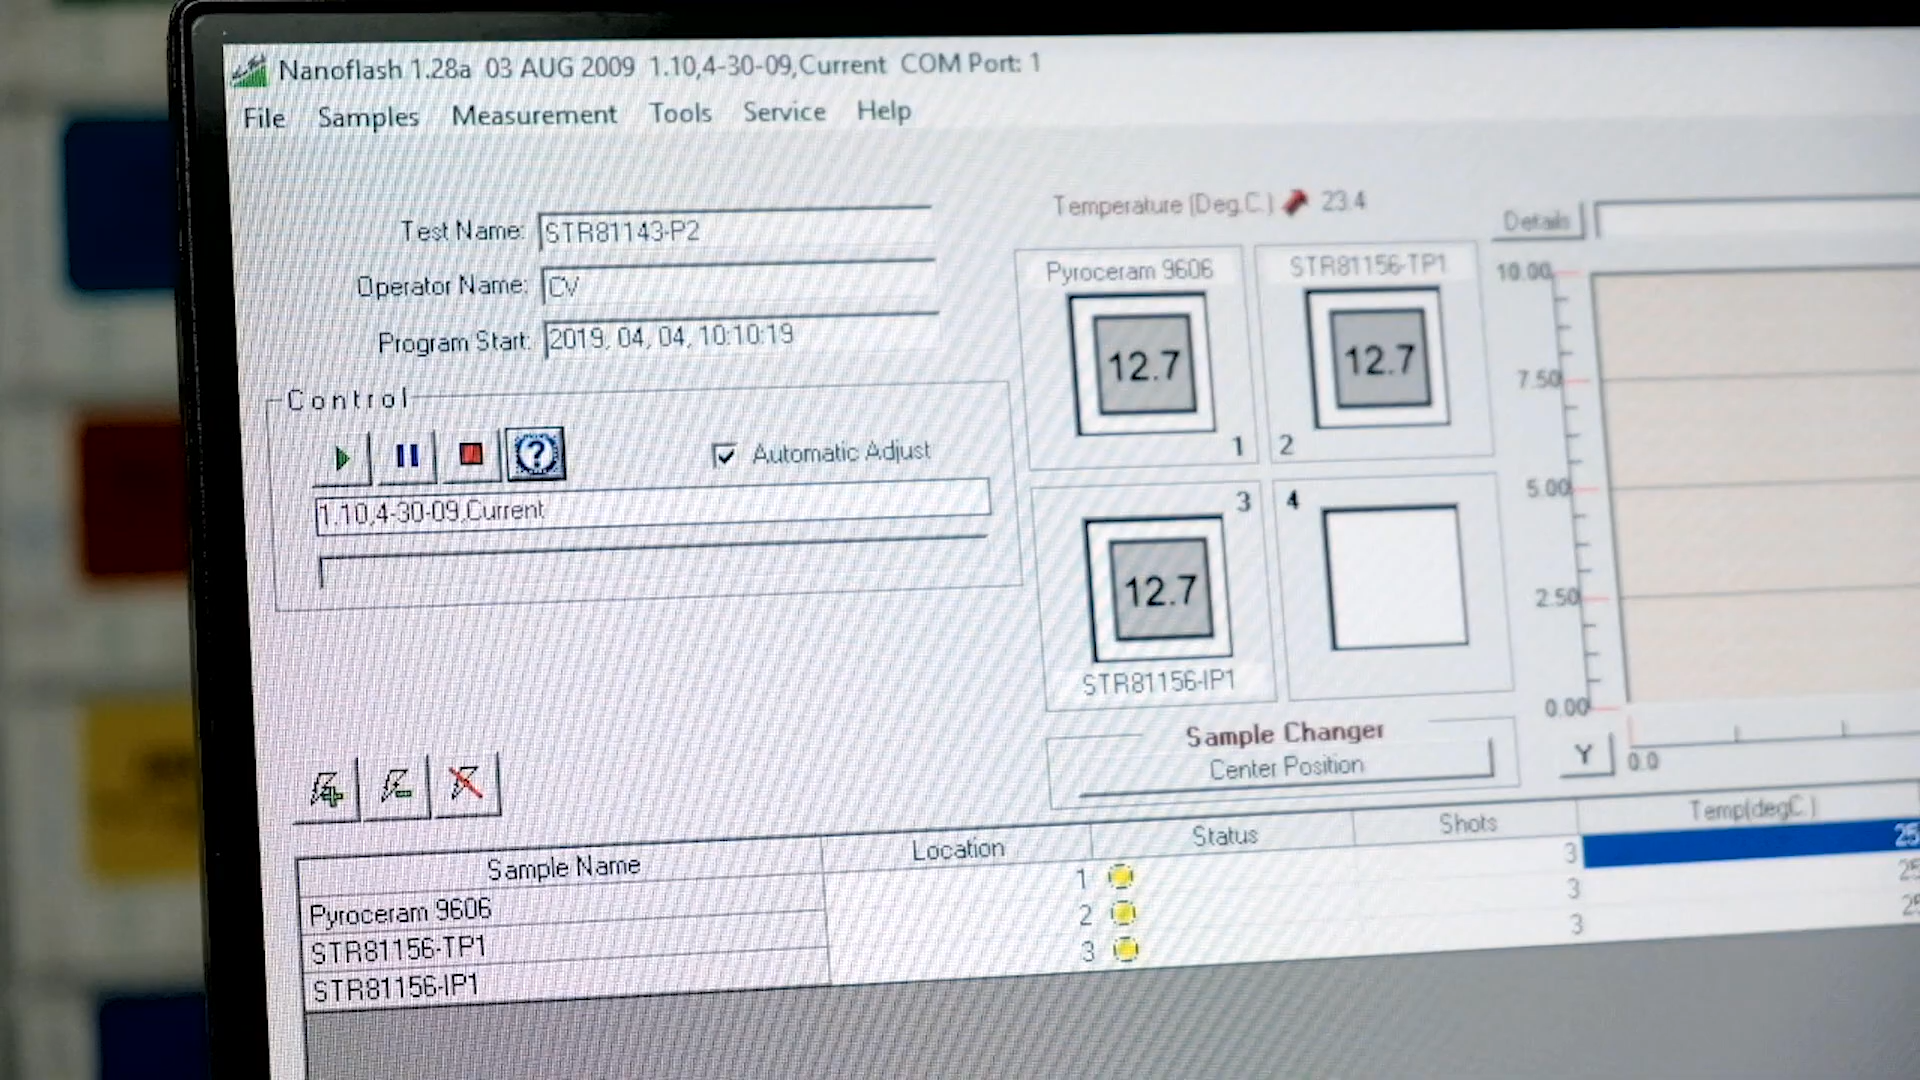 Nanoflash 1.28a 03 AUG 2009 1.10,4-30-09,Current COM Port: 1
File Samples Measurement Tools Service Help
Temperature (Deg.C.) 23.4
Test Name: STR81143-P2
Operator Name: CV
Program Start: 2019, 04, 04, 10:10:19
Control
Automatic Adjust
1.10,4-30-09,Current
Pyroceram 9606
12.7
1
STR81156-TP1
12.7
2
3
12.7
STR81156-IP1
4
Sample Changer
Center Position
Details
10.00
7.50
5.00
2.50
0.00
Y 0.0
Sample Name Location Status Shots Temp(degC.)
Pyroceram 9606 1 3
STR81156-TP1 2 3
STR81156-IP1 3 3